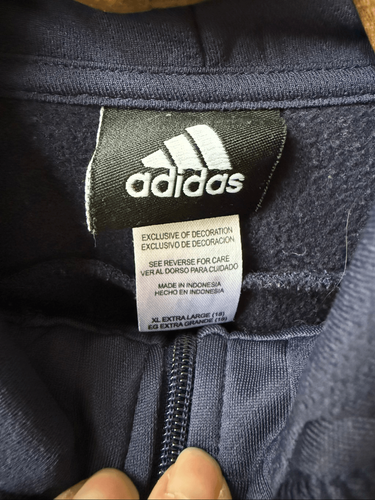 adidas
EXCLUSIVE OF DECORATION
EXCLUSIVO DE DECORACION
SEE REVERSE FOR CARE
VER AL DORSO PARA CUIDADO
MADE IN INDONESIA
HECHO EN INDONESIA
XL EXTRA LARGE (18)
EG EXTRA GRANDE (18)